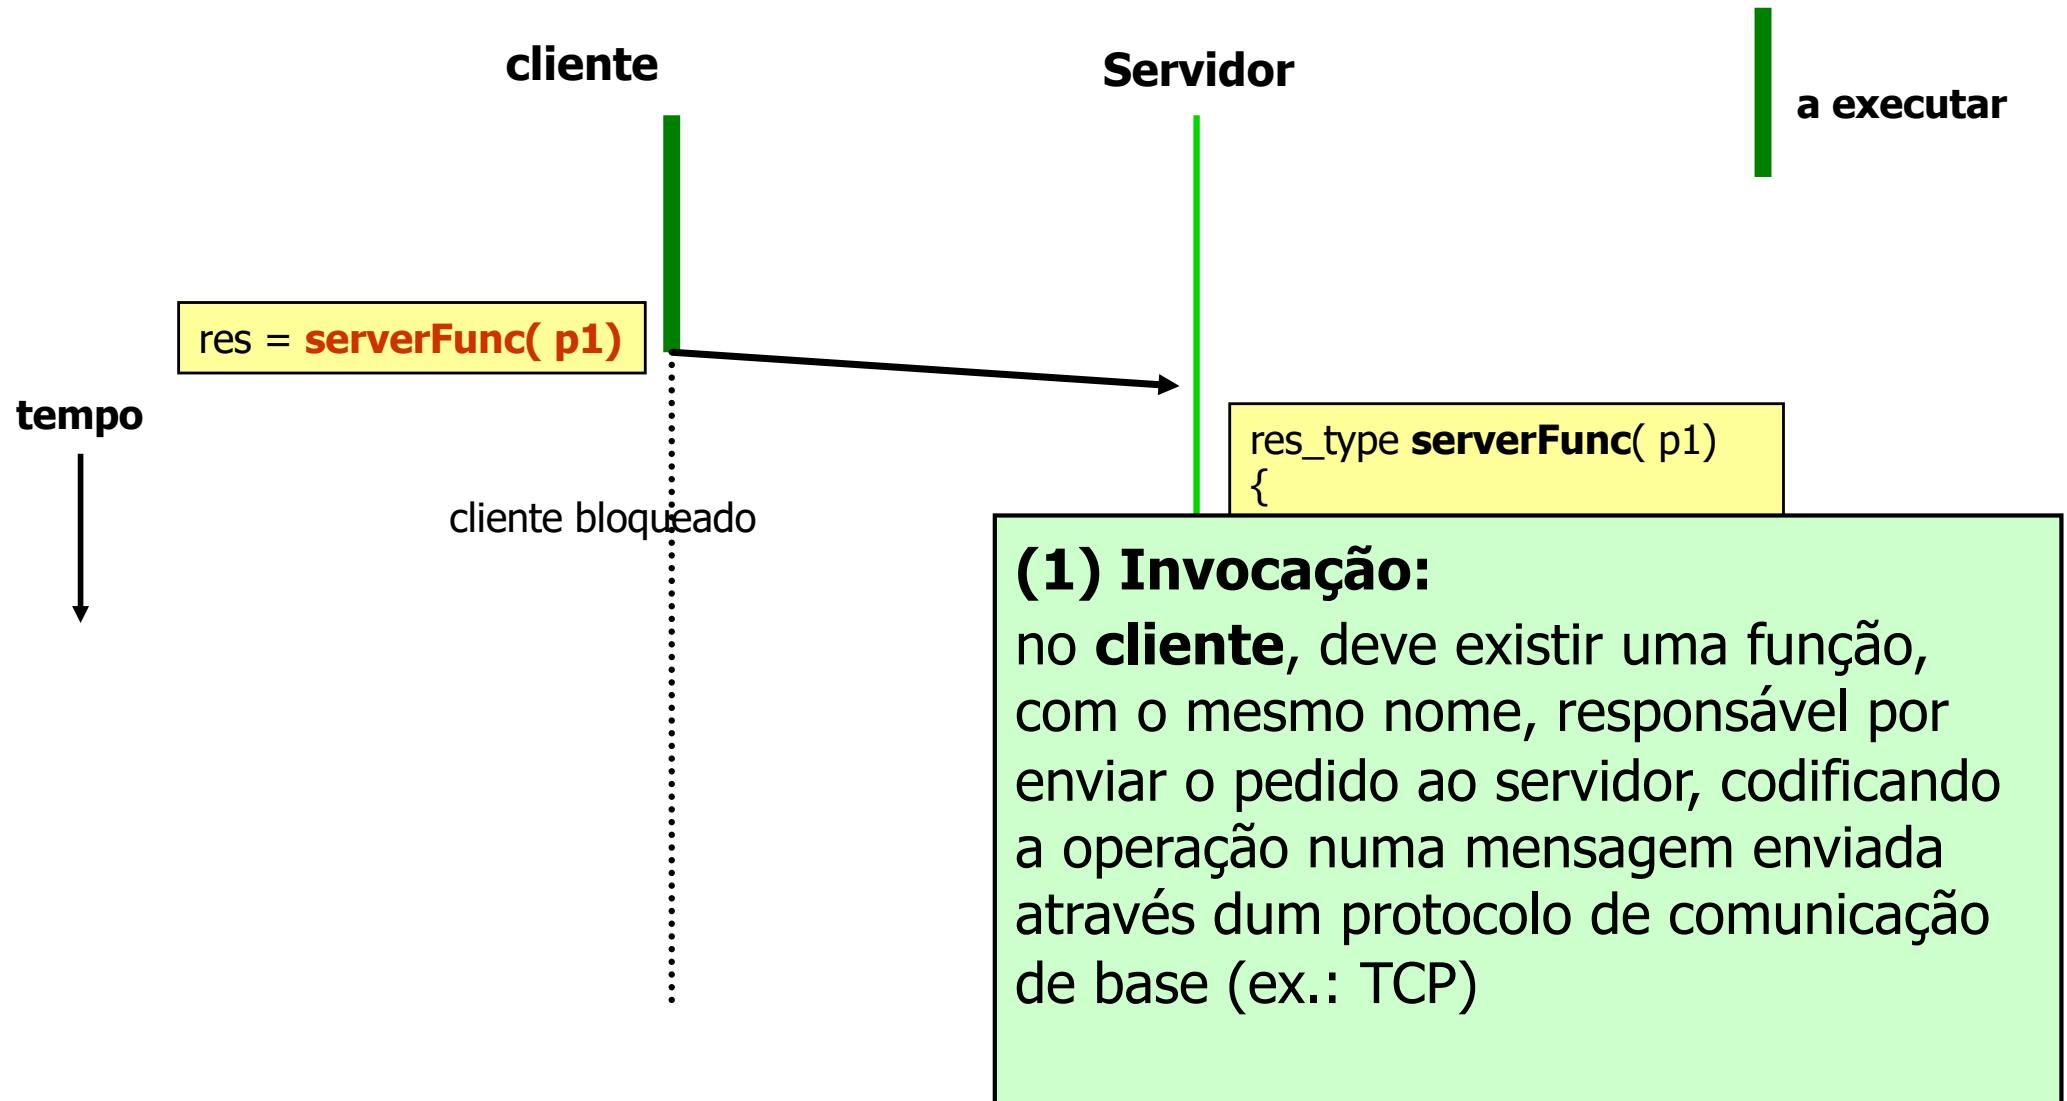 cliente
Servidor
a executar
res = serverFunc( p1)
tempo
res_type serverFunc( p1)
{
cliente bloqueado
(1) Invocação:
no cliente, deve existir uma função,
com o mesmo nome, responsável por
enviar o pedido ao servidor, codificando
a operação numa mensagem enviada
através dum protocolo de comunicação
de base (ex.: TCP)